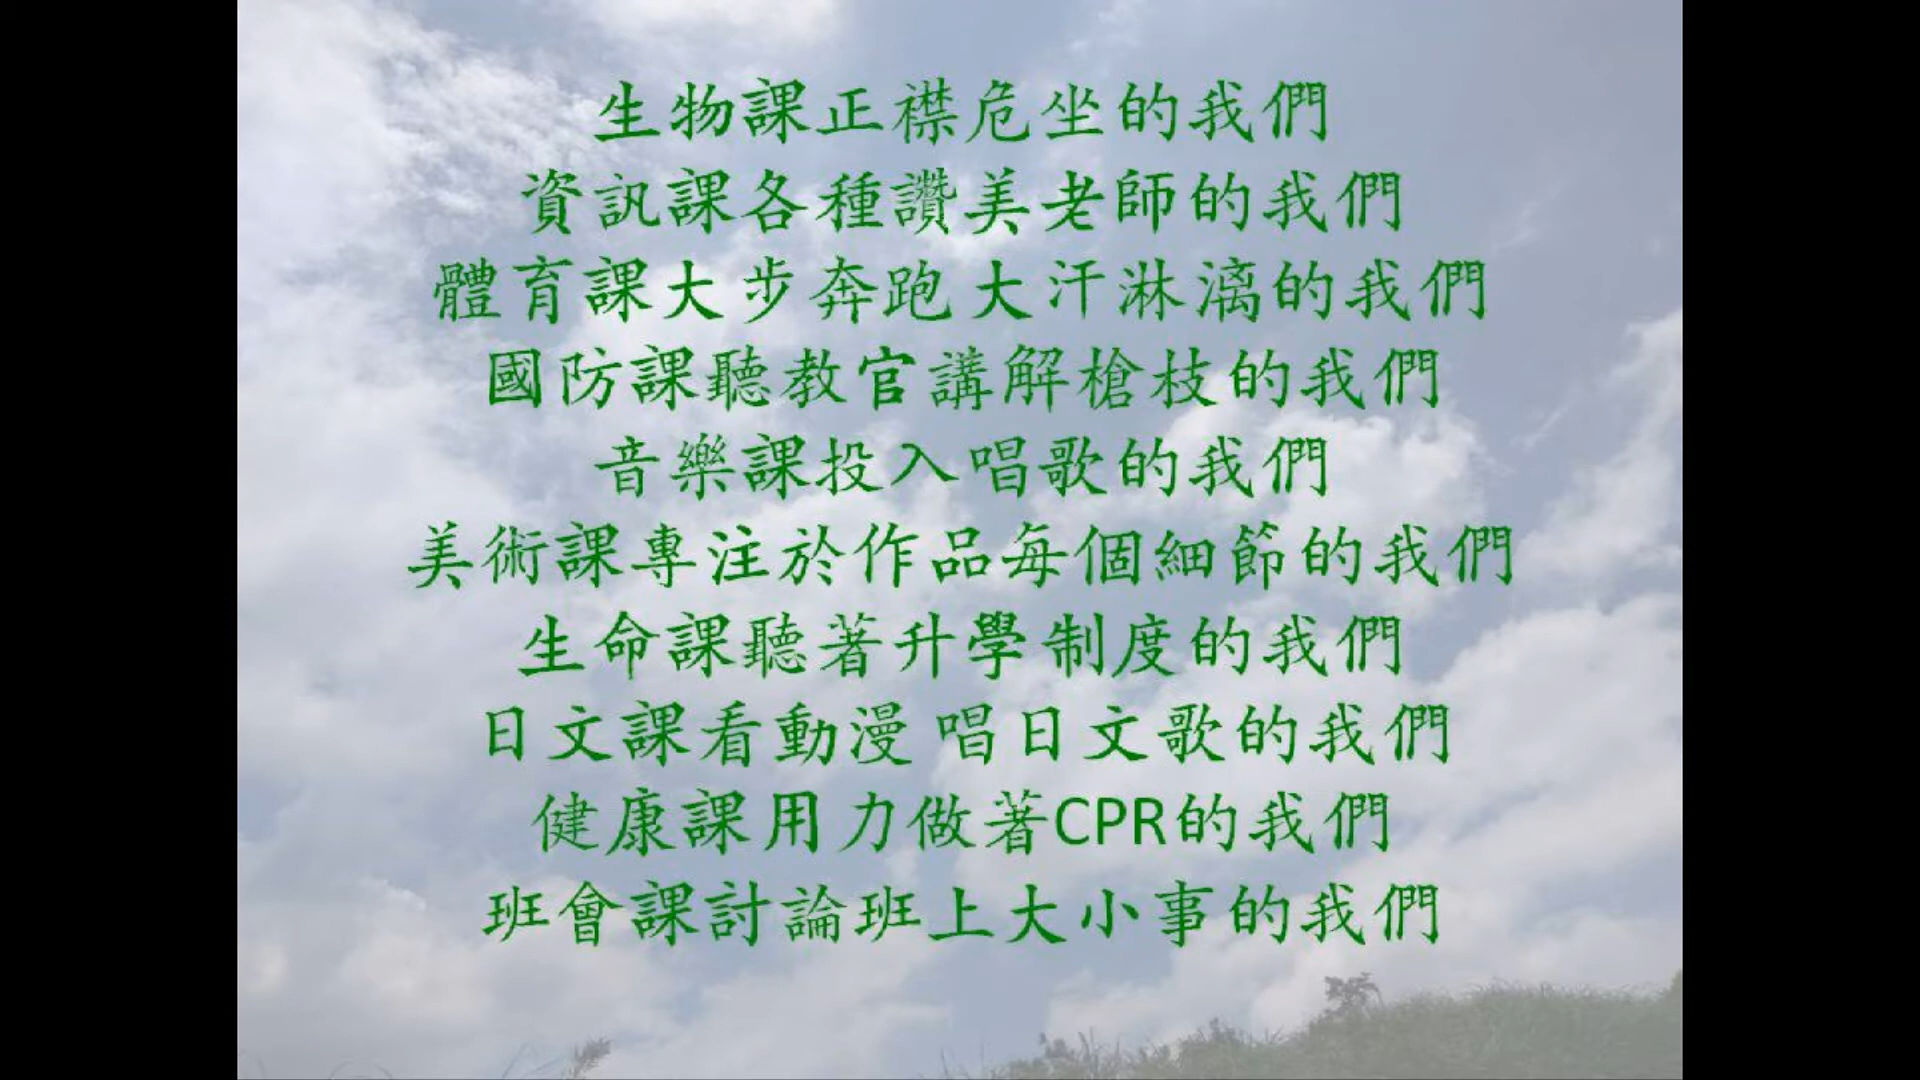 生物課正襟危坐的我們
資訊課各種讚美老師的我們
體育課大步奔跑 大汗淋漓的我們
國防課聽教官講解槍枝的我們
音樂課投入唱歌的我們
美術課專注於作品每個細節的我們
生命課聽著升學制度的我們
日文課看動漫 唱日文歌的我們
健康課用力做著CPR的我們
班會課討論班上大小事的我們